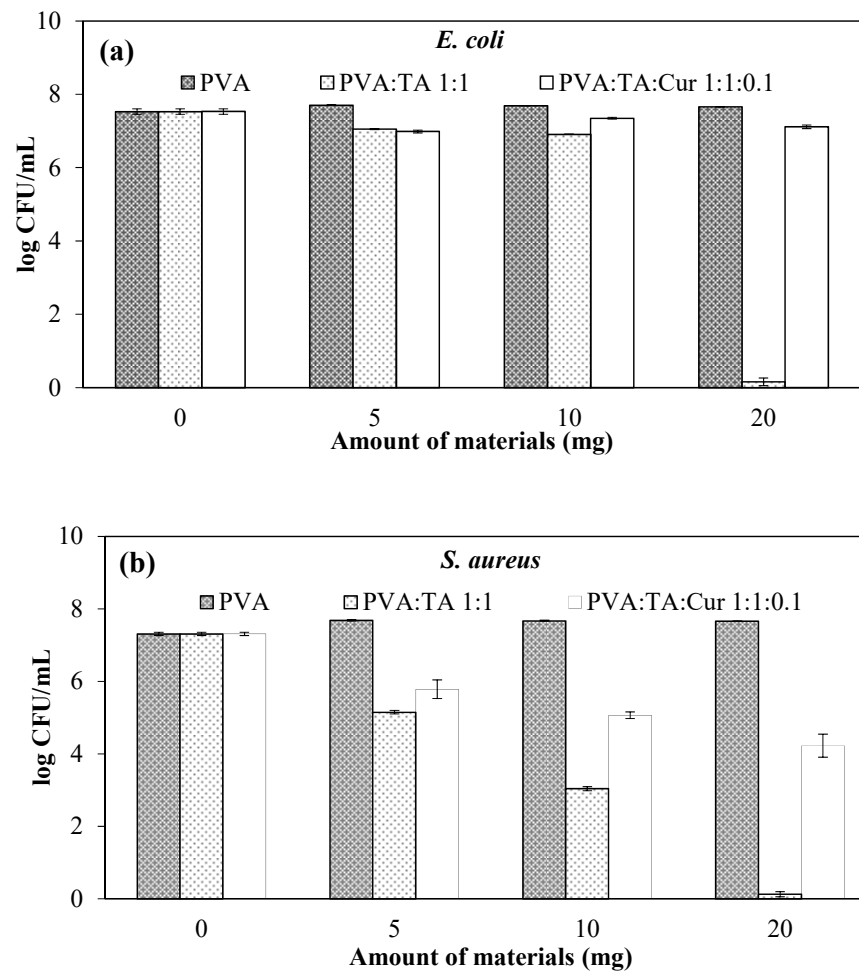 (a)
E. coli
PVA PVA:TA 1:1 PVA:TA:Cur 1:1:0.1
10
8
6
4
2
0
log CFU/mL
0 5 10 20
Amount of materials (mg)
(b)
S. aureus
PVA PVA:TA 1:1 PVA:TA:Cur 1:1:0.1
10
8
6
4
2
0
log CFU/mL
0 5 10 20
Amount of materials (mg)